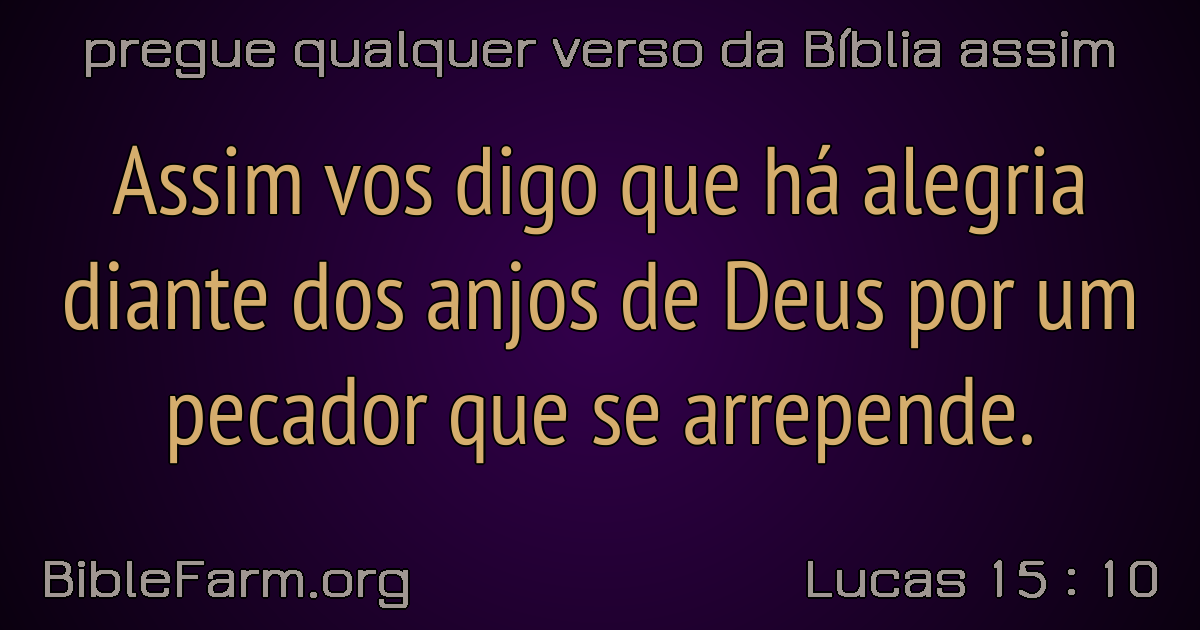 pregue qualquer verso da Bíblia assim
Assim vos digo que há alegria
diante dos anjos de Deus por um
pecador que se arrepende.
BibleFarm.org
Lucas 15 : 10